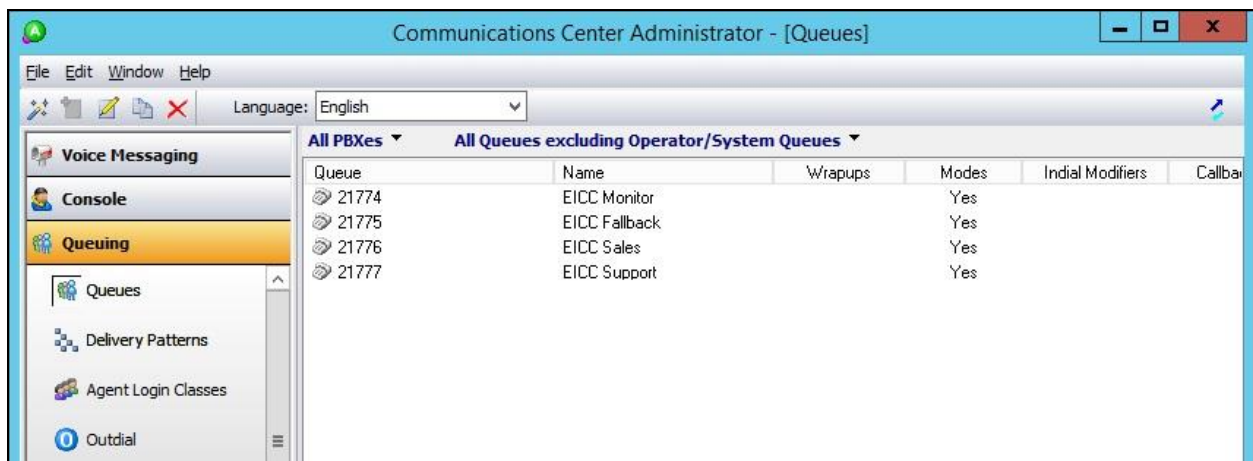 Communications Center Administrator - [Queues]
File Edit Window Help
Language: English
All PBXes All Queues excluding Operator/System Queues
Voice Messaging
Console
Queuing
Queues
Delivery Patterns
Agent Login Classes
Outdial
Queue Name Wrapups Modes Indial Modifiers Callba
21774 EICC Monitor Yes
21775 EICC Fallback Yes
21776 EICC Sales Yes
21777 EICC Support Yes